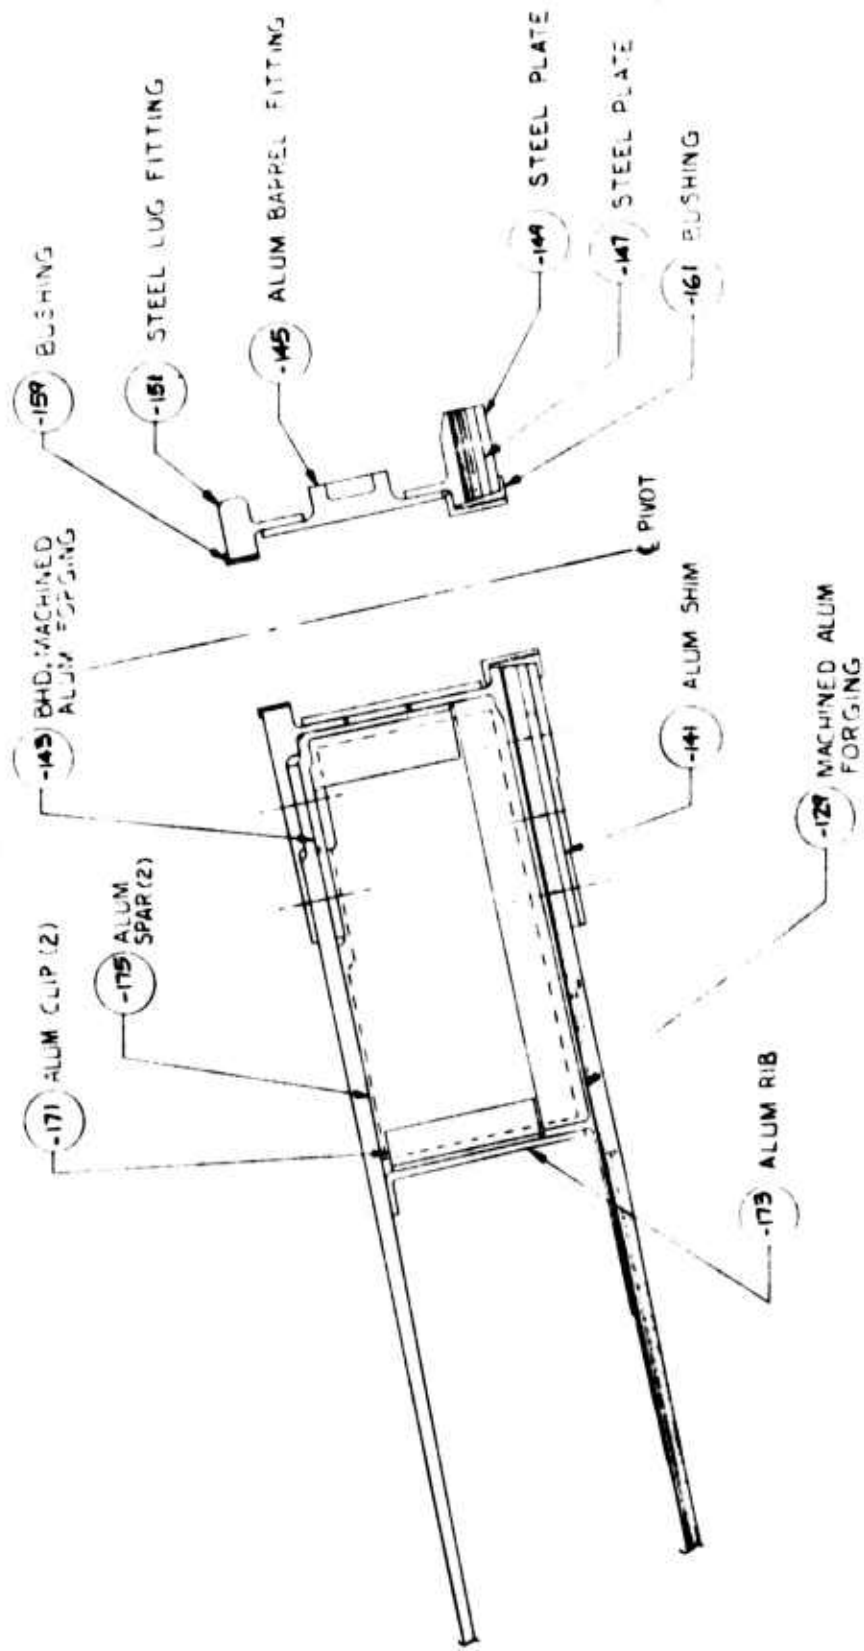 -159 BUSHING
-151 STEEL LUG FITTING
-145 ALUM BARREL FITTING
-149 STEEL PLATE
-147 STEEL PLATE
-161 BUSHING
-143 BHD, MACHINED
ALUM FORGING
℄ PIVOT
-175 ALUM
SPAR (2)
-171 ALUM CLIP (2)
-141 ALUM SHIM
-129 MACHINED ALUM
FORGING
-173 ALUM RIB